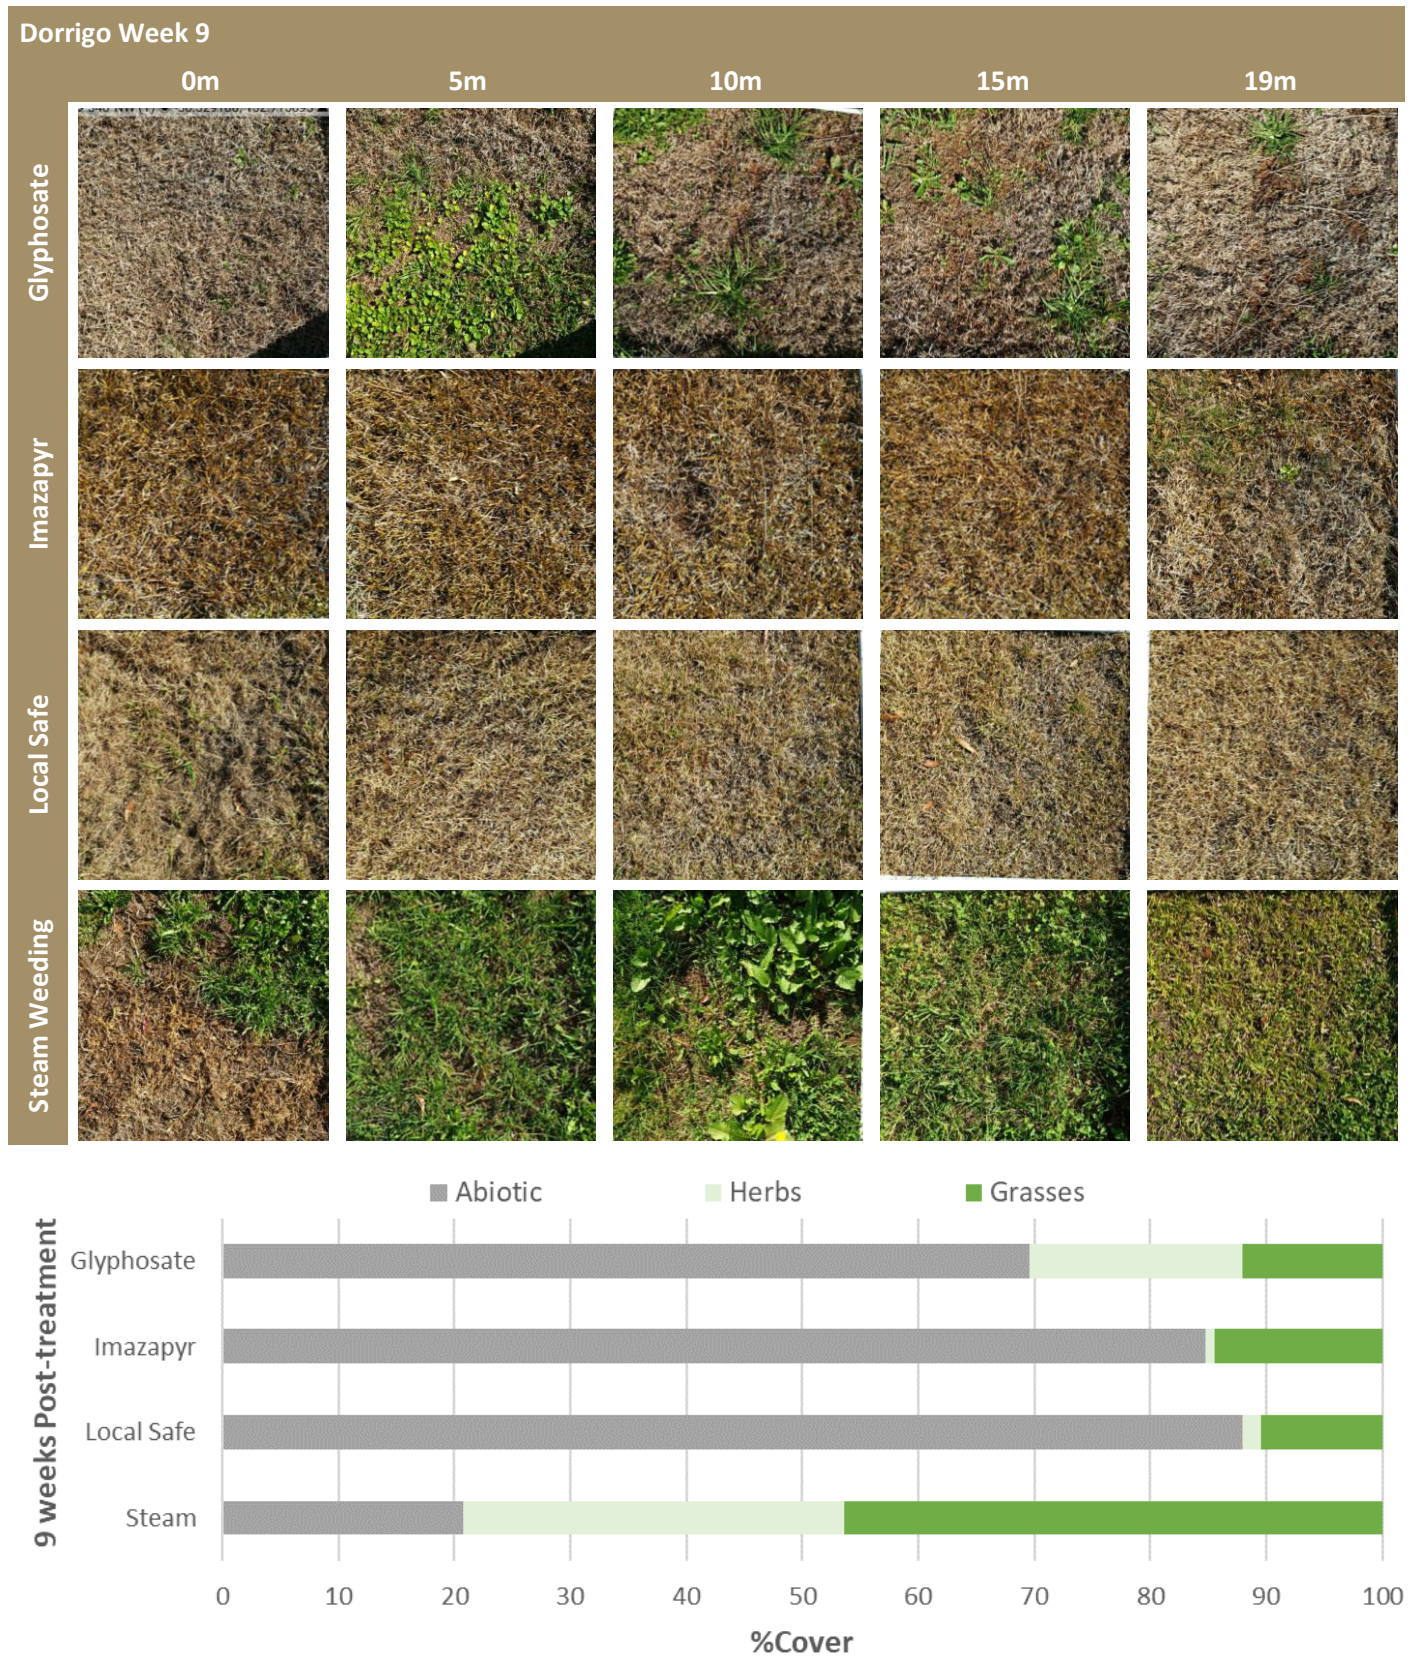 Dorrigo Week 9
0m 5m 10m 15m 19m
Glyphosate
Imazapyr
Local Safe
Steam Weeding
Abiotic Herbs Grasses
9 weeks Post-treatment
Glyphosate
Imazapyr
Local Safe
Steam
0 10 20 30 40 50 60 70 80 90 100
%Cover